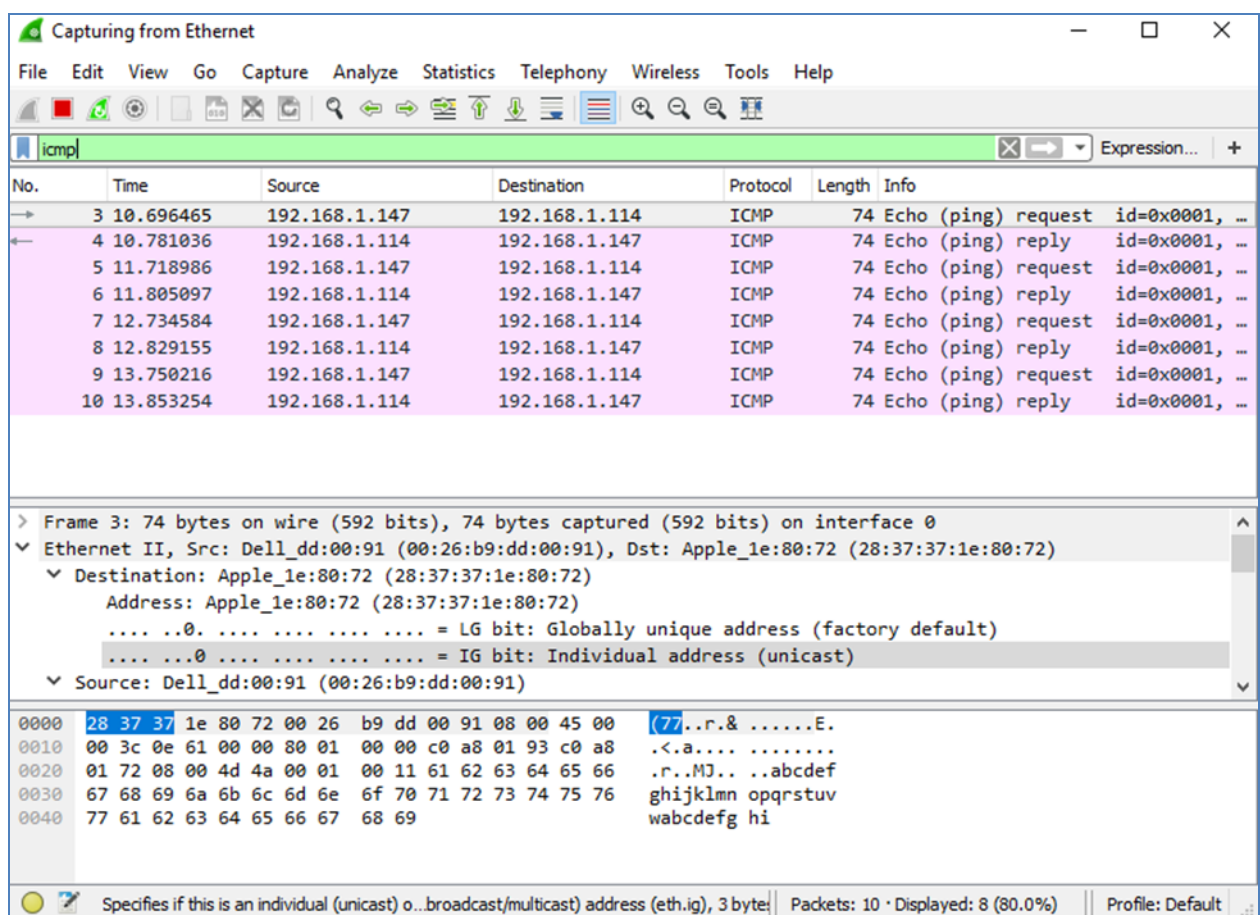 Capturing from Ethernet
File Edit View Go Capture Analyze Statistics Telephony Wireless Tools Help
icmp Expression... +
No. Time Source Destination Protocol Length Info
3 10.696465 192.168.1.147 192.168.1.114 ICMP 74 Echo (ping) request id=0x0001, …
4 10.781036 192.168.1.114 192.168.1.147 ICMP 74 Echo (ping) reply id=0x0001, …
5 11.718986 192.168.1.147 192.168.1.114 ICMP 74 Echo (ping) request id=0x0001, …
6 11.805097 192.168.1.114 192.168.1.147 ICMP 74 Echo (ping) reply id=0x0001, …
7 12.734584 192.168.1.147 192.168.1.114 ICMP 74 Echo (ping) request id=0x0001, …
8 12.829155 192.168.1.114 192.168.1.147 ICMP 74 Echo (ping) reply id=0x0001, …
9 13.750216 192.168.1.147 192.168.1.114 ICMP 74 Echo (ping) request id=0x0001, …
10 13.853254 192.168.1.114 192.168.1.147 ICMP 74 Echo (ping) reply id=0x0001, …
> Frame 3: 74 bytes on wire (592 bits), 74 bytes captured (592 bits) on interface 0
Ethernet II, Src: Dell_dd:00:91 (00:26:b9:dd:00:91), Dst: Apple_1e:80:72 (28:37:37:1e:80:72)
Destination: Apple_1e:80:72 (28:37:37:1e:80:72)
Address: Apple_1e:80:72 (28:37:37:1e:80:72)
.... ..0. .... .... .... .... = LG bit: Globally unique address (factory default)
.... ...0 .... .... .... .... = IG bit: Individual address (unicast)
Source: Dell_dd:00:91 (00:26:b9:dd:00:91)
0000 28 37 37 1e 80 72 00 26 b9 dd 00 91 08 00 45 00 (77..r.& ......E.
0010 00 3c 0e 61 00 00 80 01 00 00 c0 a8 01 93 c0 a8 .<.a.... ........
0020 01 72 08 00 4d 4a 00 01 00 11 61 62 63 64 65 66 .r..MJ.. ..abcdef
0030 67 68 69 6a 6b 6c 6d 6e 6f 70 71 72 73 74 75 76 ghijklmn opqrstuv
0040 77 61 62 63 64 65 66 67 68 69 wabcdefg hi
Specifies if this is an individual (unicast) o...broadcast/multicast) address (eth.ig), 3 bytes Packets: 10 · Displayed: 8 (80.0%) Profile: Default